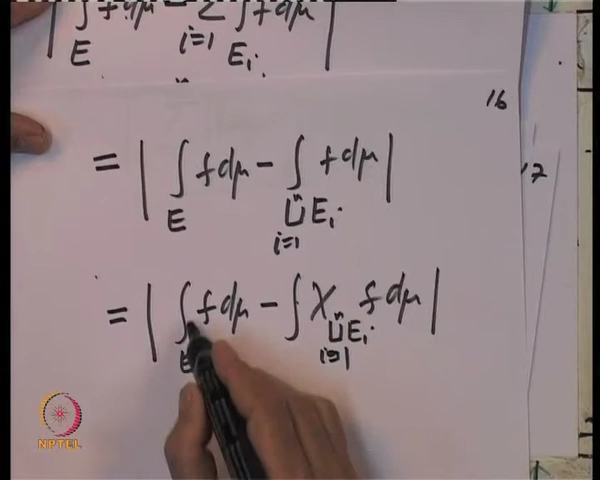 | ∫_E f dμ − Σ_{i=1} ∫_{E_i} f dμ |
16
17
= | ∫_E f dμ − ∫_{⊔_{i=1}^n E_i} f dμ |
= | ∫_E f dμ − ∫ χ_{⊔_{i=1}^n E_i} f dμ |
NPTEL